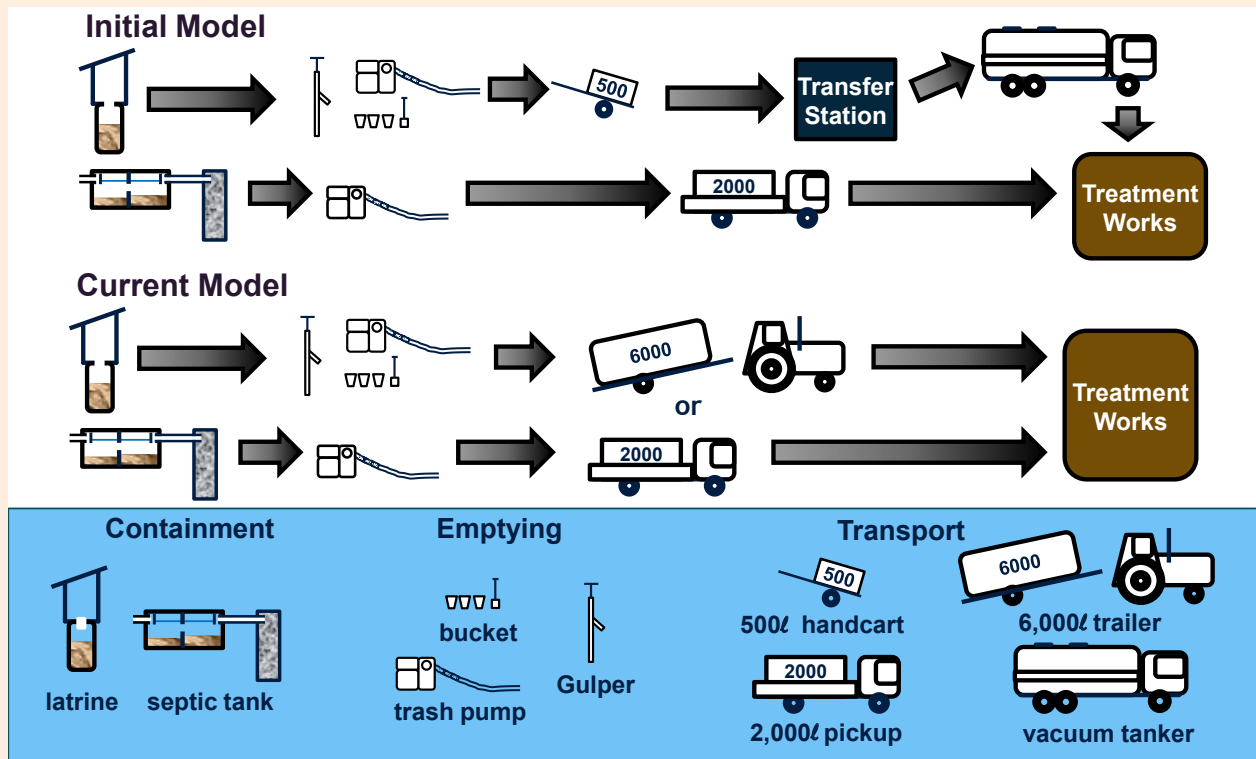 Initial Model
500
Transfer
Station
2000
Treatment
Works
Current Model
6000
or
2000
Treatment
Works
Containment
Emptying
Transport
latrine
septic tank
bucket
trash pump
Gulper
500
500ℓ handcart
6000
6,000ℓ trailer
2000
2,000ℓ pickup
vacuum tanker